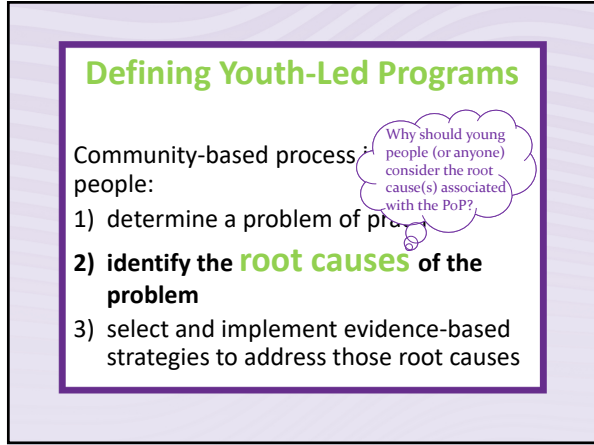 Defining Youth-Led Programs
Community-based process
people:
1) determine a problem of
2) identify the root causes of the
problem
3) select and implement evidence-based
strategies to address those root causes
Why should young
people (or anyone)
consider the root
cause(s) associated
with the PoP?